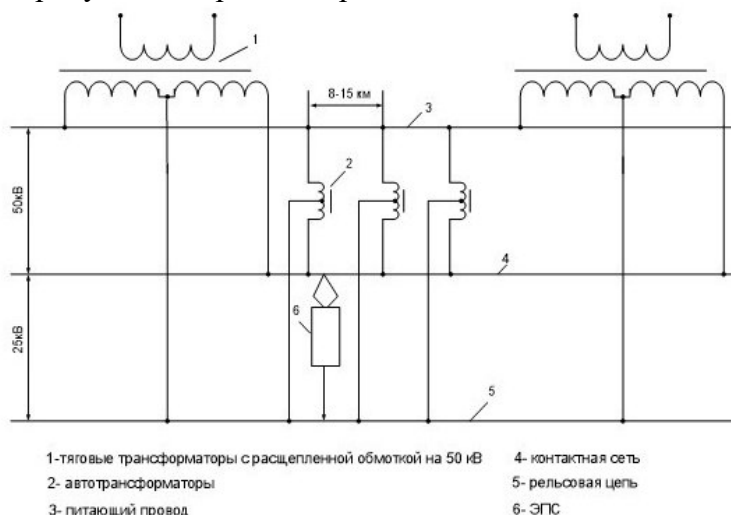 1
8-15 км
3
2
50кВ
4
6
25кВ
5
1-тяговые трансформаторы с расщепленной обмоткой на 50 кВ
4- контактная сеть
2- автотрансформаторы
5- рельсовая цепь
3- питающий провод
6- ЭПС